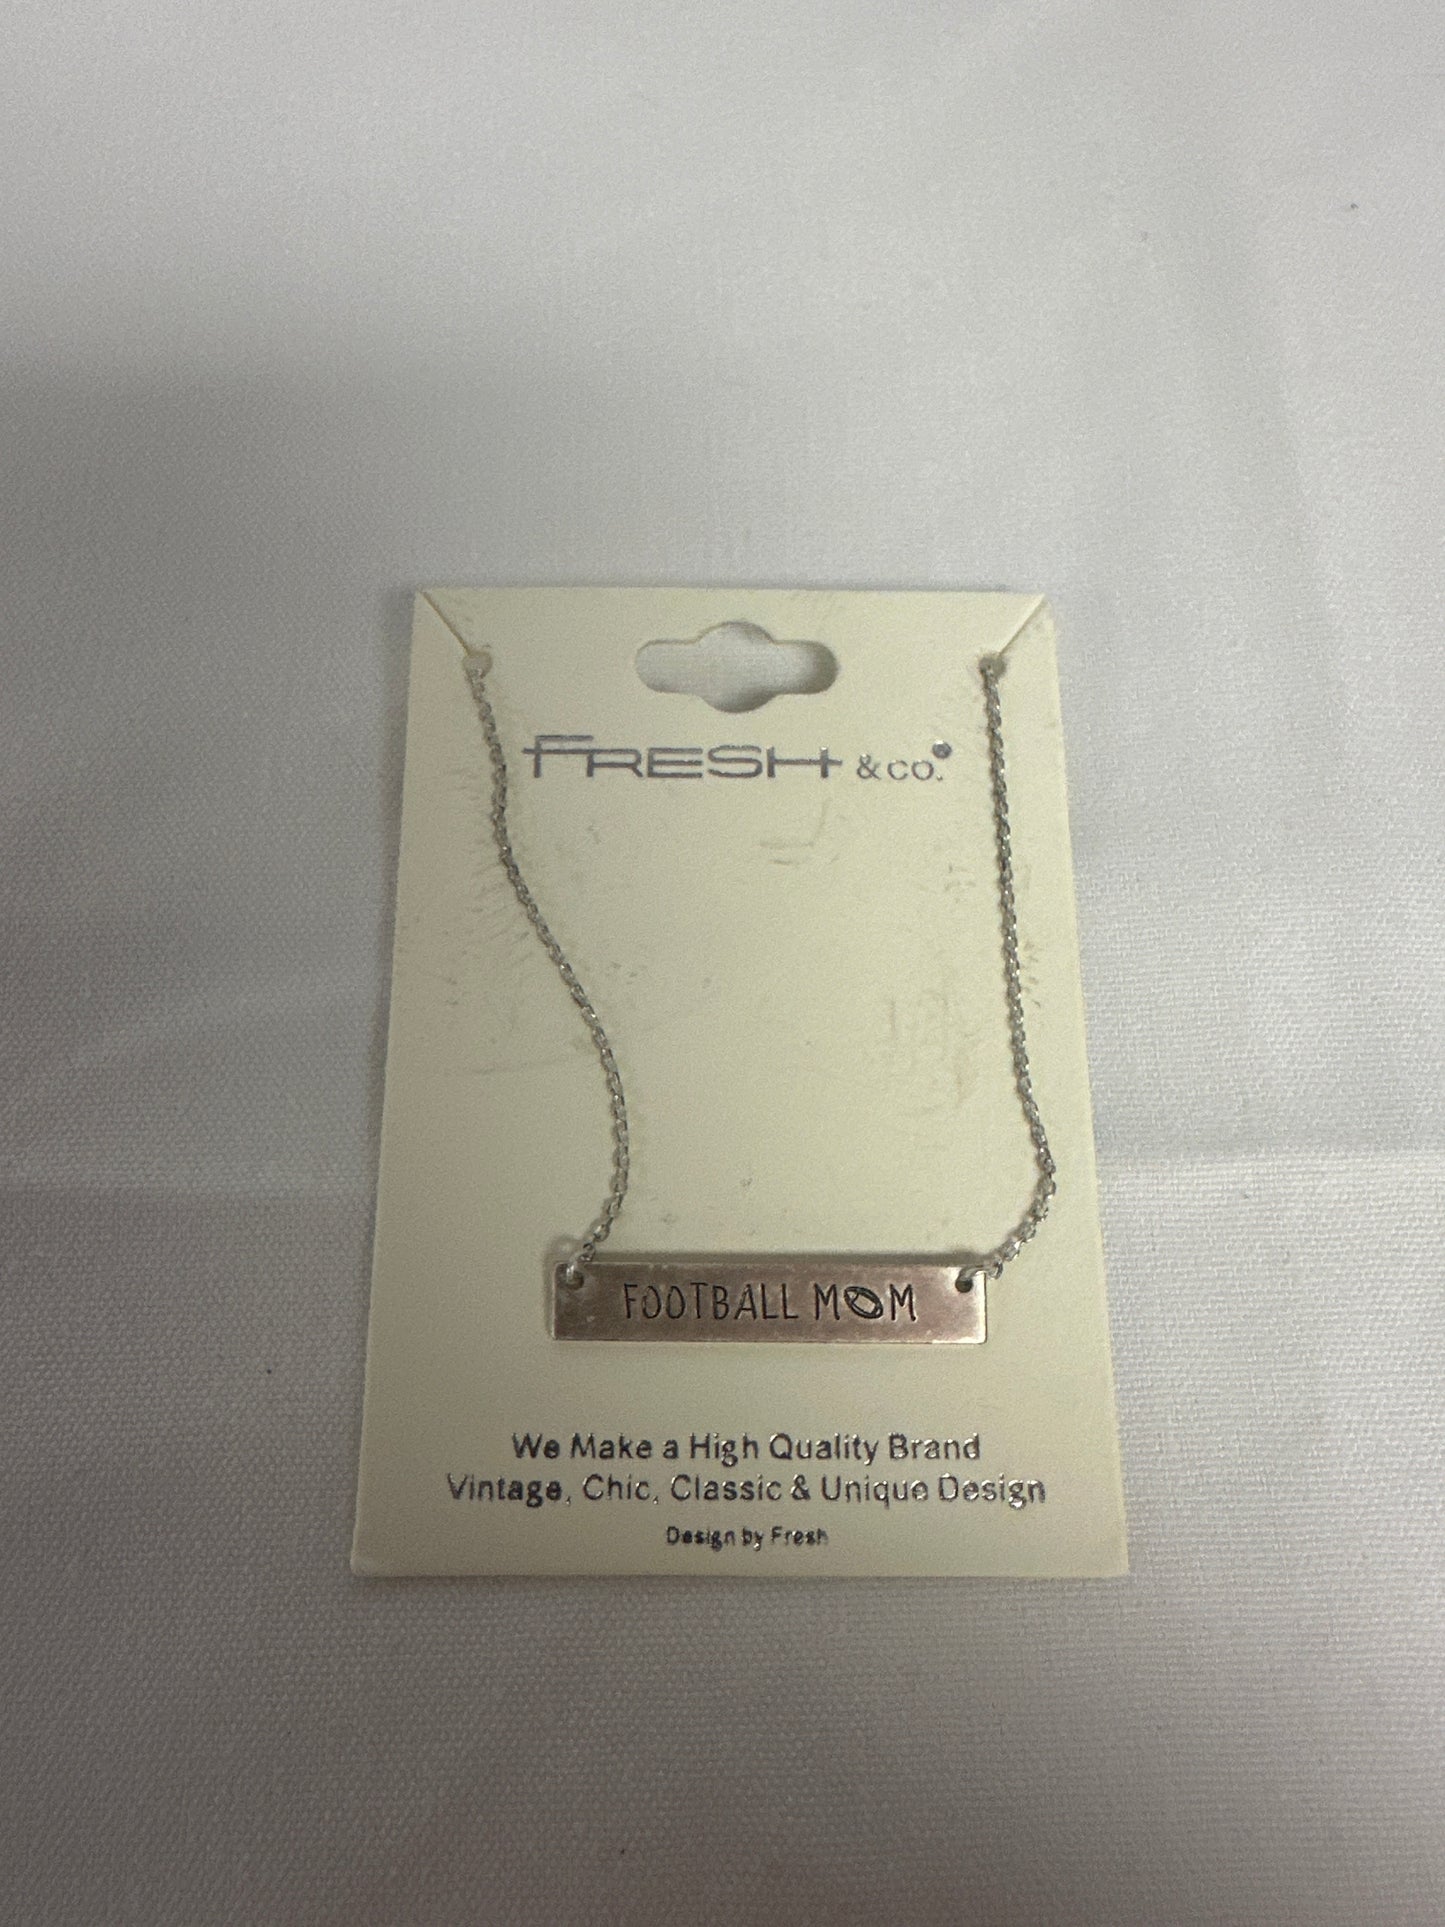 FRESH & CO.
FOOTBALL MOM
We Make a High Quality Brand
Vintage, Chic, Classic & Unique Design
Design by Fresh